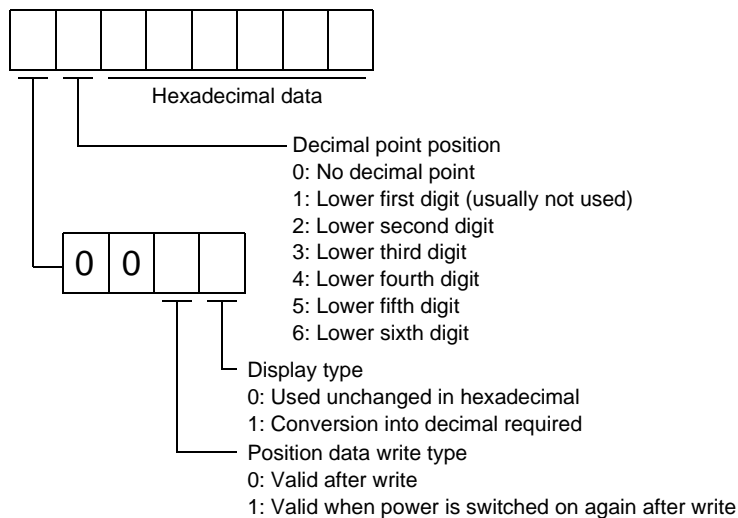 Hexadecimal data
Decimal point position
0: No decimal point
1: Lower first digit (usually not used)
2: Lower second digit
3: Lower third digit
4: Lower fourth digit
5: Lower fifth digit
6: Lower sixth digit
0 0
Display type
0: Used unchanged in hexadecimal
1: Conversion into decimal required
Position data write type
0: Valid after write
1: Valid when power is switched on again after write